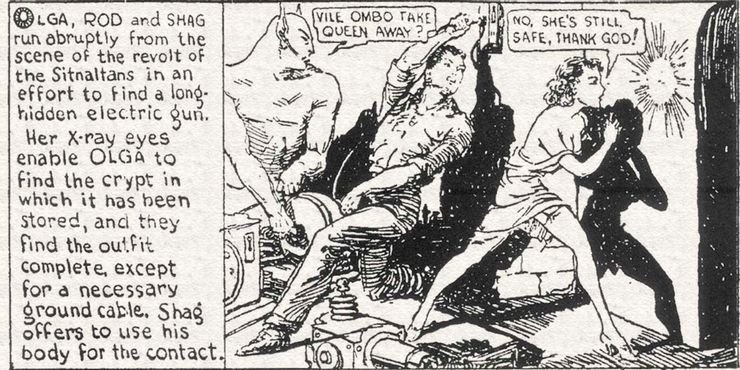 OLGA, ROD and SHAG
run abruptly from the
scene of the revolt of
the Sitnaltans in an
effort to find a long-
hidden electric gun.
Her X-ray eyes
enable OLGA to
find the crypt in
which it has been
stored, and they
find the outfit
complete, except
for a necessary
ground cable. Shag
offers to use his
body for the contact.
VILE OMBO TAKE
QUEEN AWAY?
NO, SHE'S STILL
SAFE, THANK GOD!